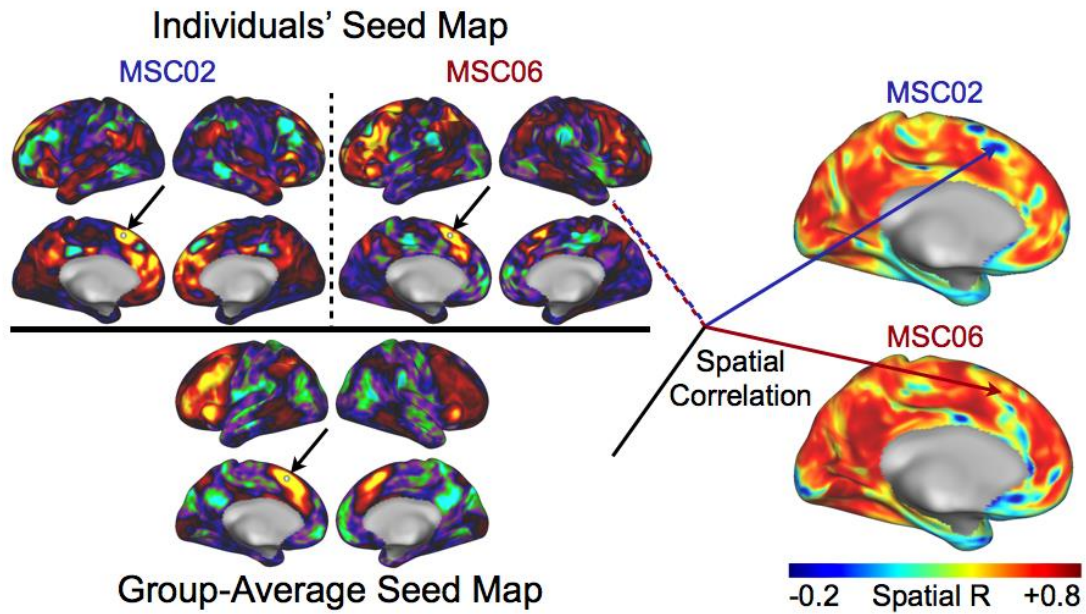 Individuals' Seed Map
MSC02
MSC06
Group-Average Seed Map
Spatial
Correlation
MSC02
MSC06
-0.2 Spatial R +0.8